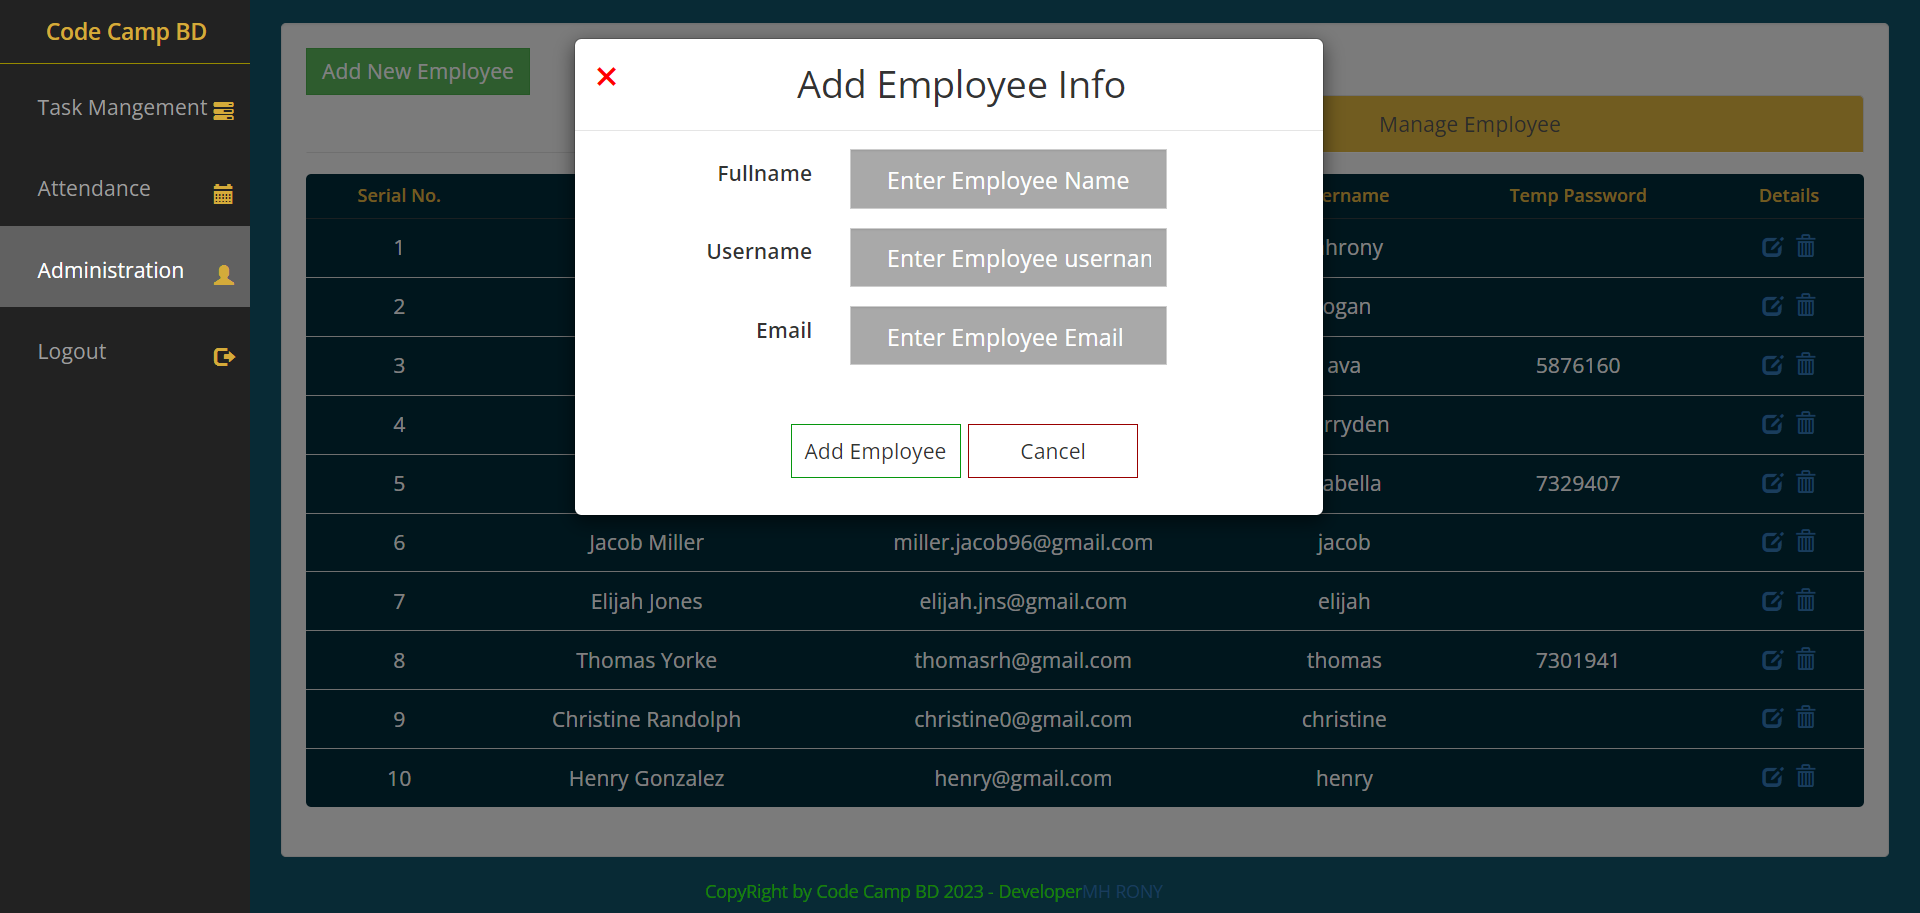 Code Camp BD
Task Mangement
Attendance
Administration
Logout
Add New Employee
Manage Employee
Add Employee Info
Fullname
Enter Employee Name
Username
Enter Employee usernan
Email
Enter Employee Email
Add Employee Cancel
Serial No. ername Temp Password Details
1 hrony
2 ogan
3 ava 5876160
4 rryden
5 abella 7329407
6 Jacob Miller miller.jacob96@gmail.com jacob
7 Elijah Jones elijah.jns@gmail.com elijah
8 Thomas Yorke thomasrh@gmail.com thomas 7301941
9 Christine Randolph christine0@gmail.com christine
10 Henry Gonzalez henry@gmail.com henry
CopyRight by Code Camp BD 2023 - DeveloperMH RONY